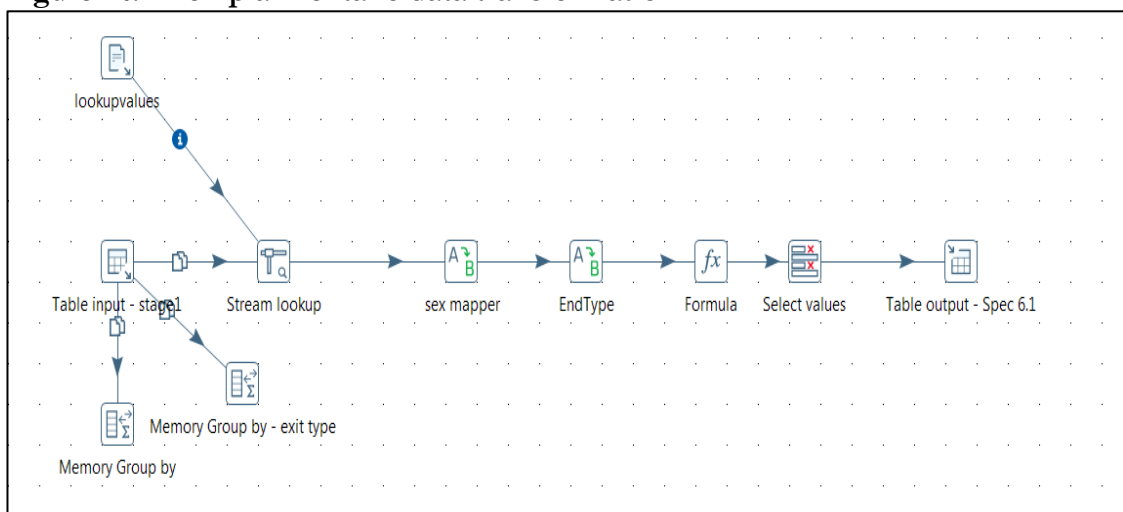 lookupvalues
Table input - stage1
Stream lookup
sex mapper
EndType
Formula
Select values
Table output - Spec 6.1
Memory Group by - exit type
Memory Group by